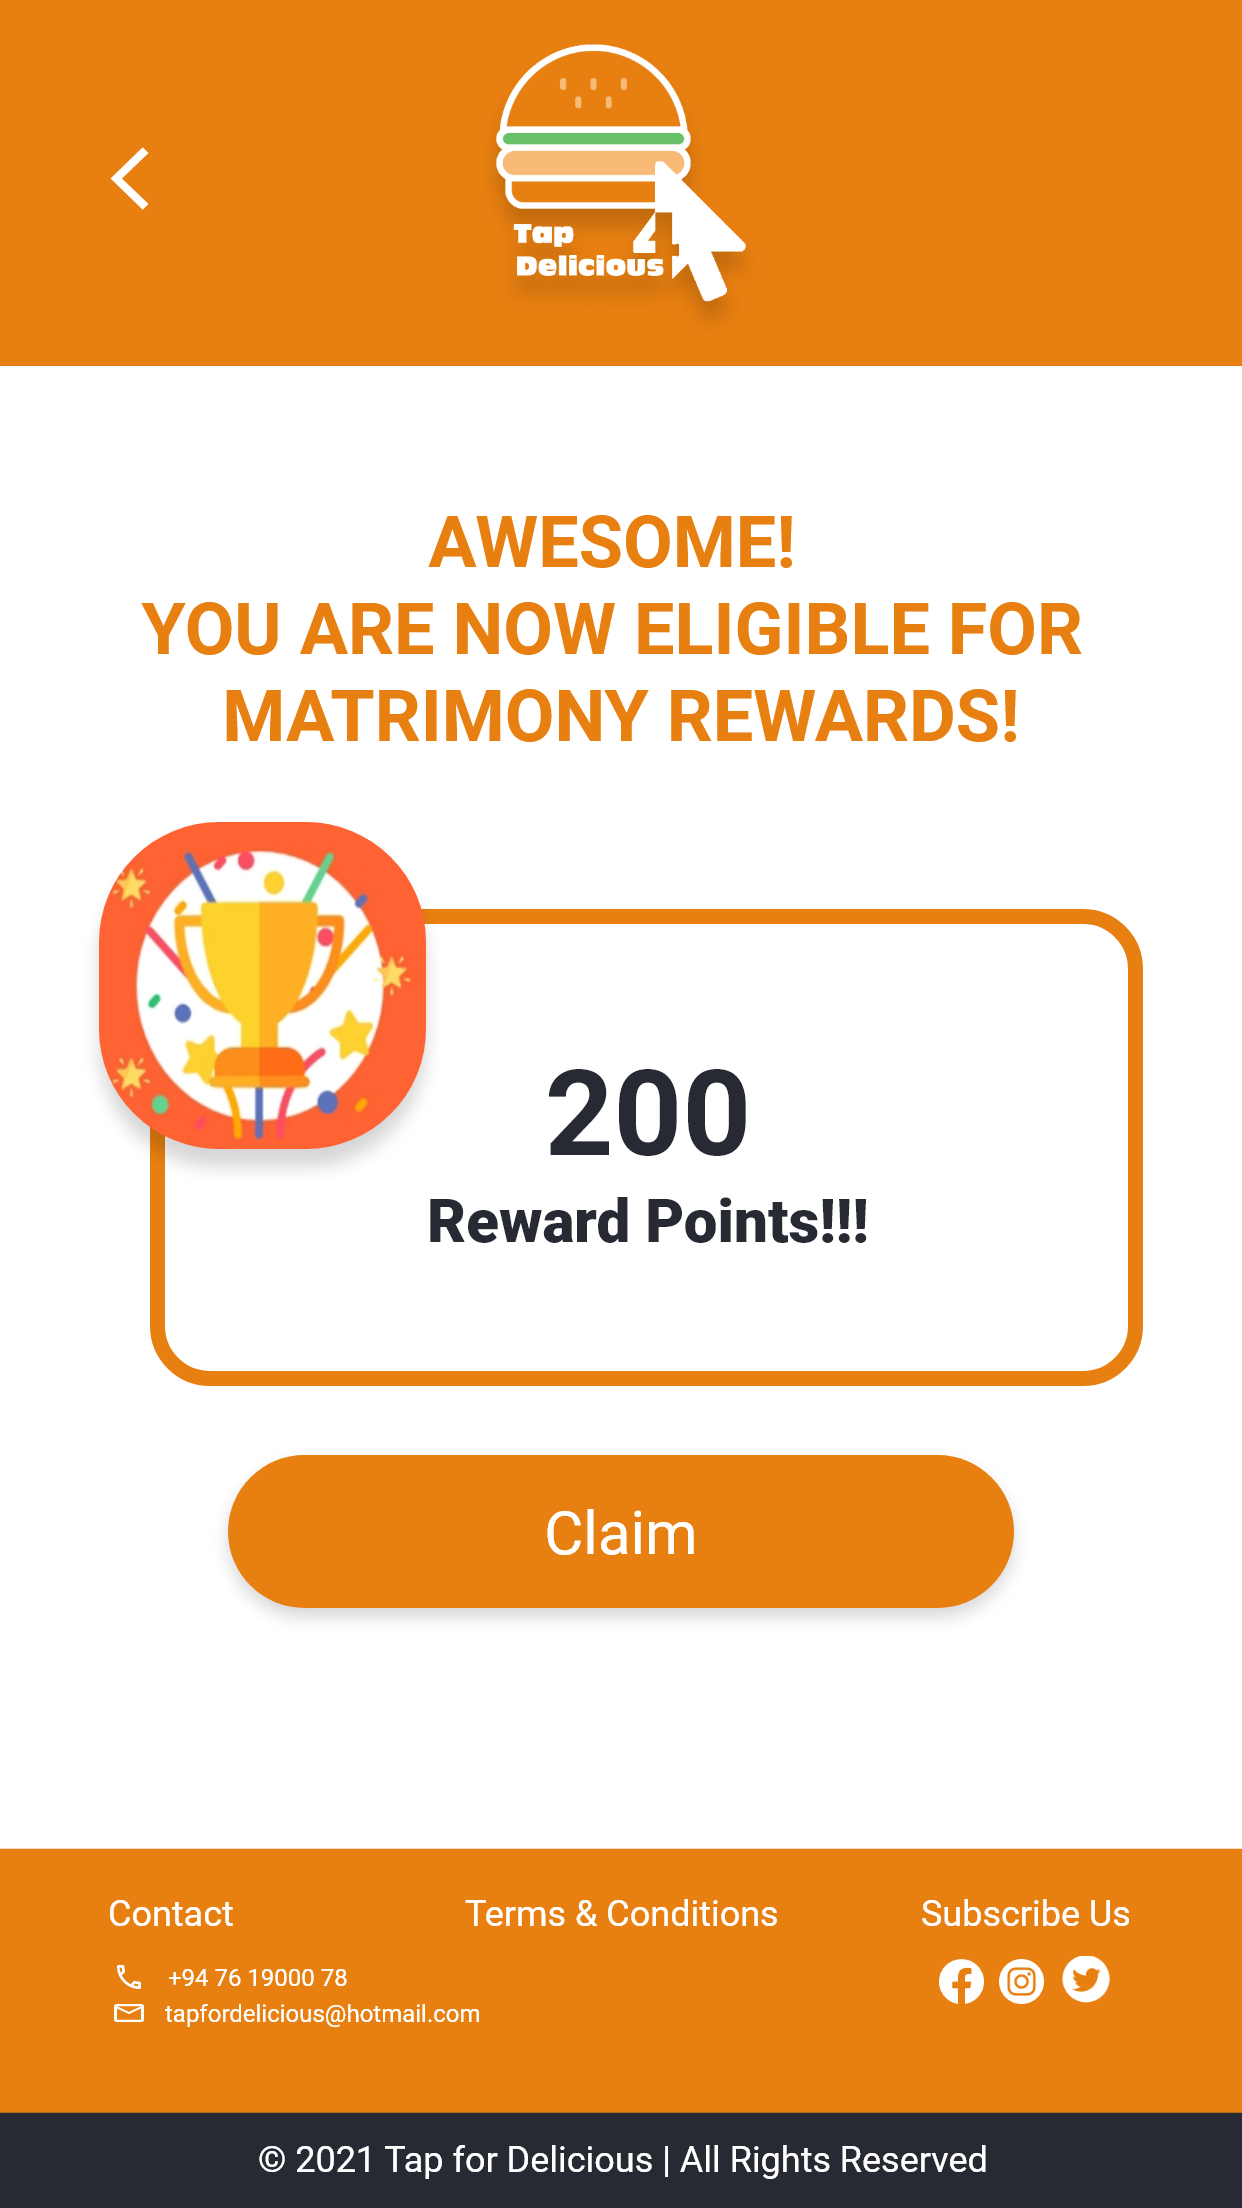 Tap 4
Delicious
AWESOME!
YOU ARE NOW ELIGIBLE FOR
MATRIMONY REWARDS!
200
Reward Points!!!
Claim
Contact
Terms & Conditions
Subscribe Us
+94 76 19000 78
tapfordelicious@hotmail.com
© 2021 Tap for Delicious | All Rights Reserved